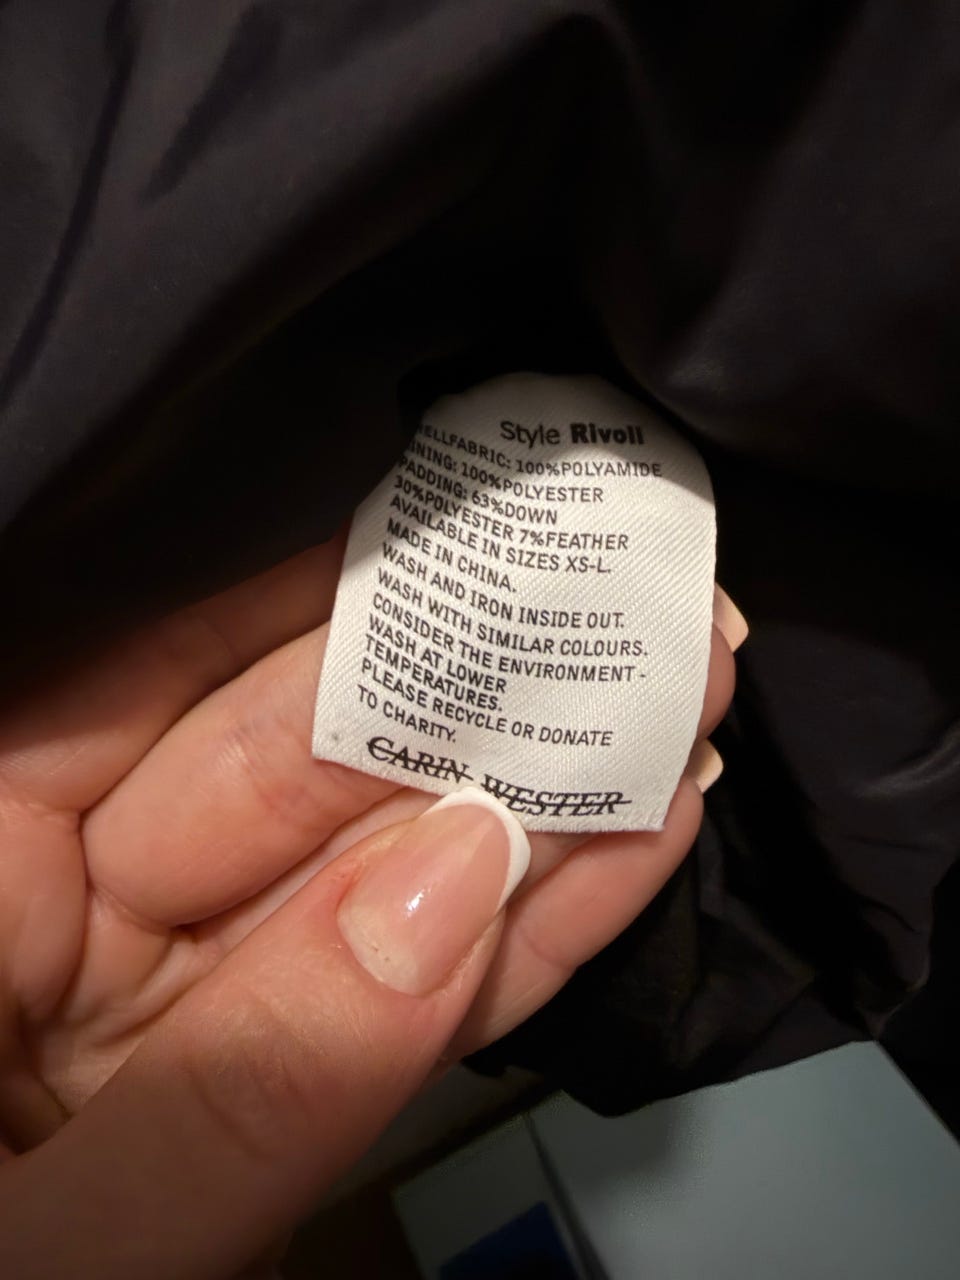 Style Rivoli
ELLFABRIC: 100%POLYAMIDE
INING: 100%POLYESTER
PADDING: 63%DOWN
30%POLYESTER 7%FEATHER
AVAILABLE IN SIZES XS-L.
MADE IN CHINA.
WASH AND IRON INSIDE OUT.
WASH WITH SIMILAR COLOURS.
CONSIDER THE ENVIRONMENT -
WASH AT LOWER
TEMPERATURES.
PLEASE RECYCLE OR DONATE
TO CHARITY.
CARIN WESTER